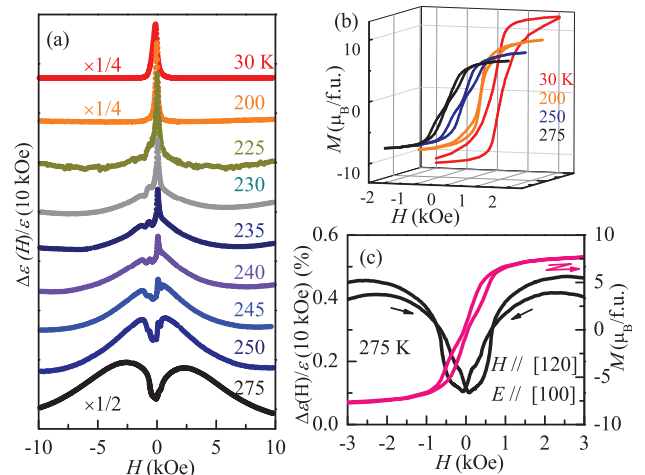 (a)
×1/4
30 K
×1/4
200
225
230
235
240
245
250
×1/2
275
Δε (H)/ε (10 kOe)
-10
-5
0
5
10
H (kOe)
(b)
10
0
-10
M (μB/f.u.)
30 K
200
250
275
-2
-1
0
1
2
H (kOe)
(c)
0.6
0.4
0.2
0.0
Δε(H)/ε (10 kOe) (%)
10
5
0
-5
-10
M (μB/f.u.)
275 K
H // [120]
E // [100]
-3
-2
-1
0
1
2
3
H (kOe)